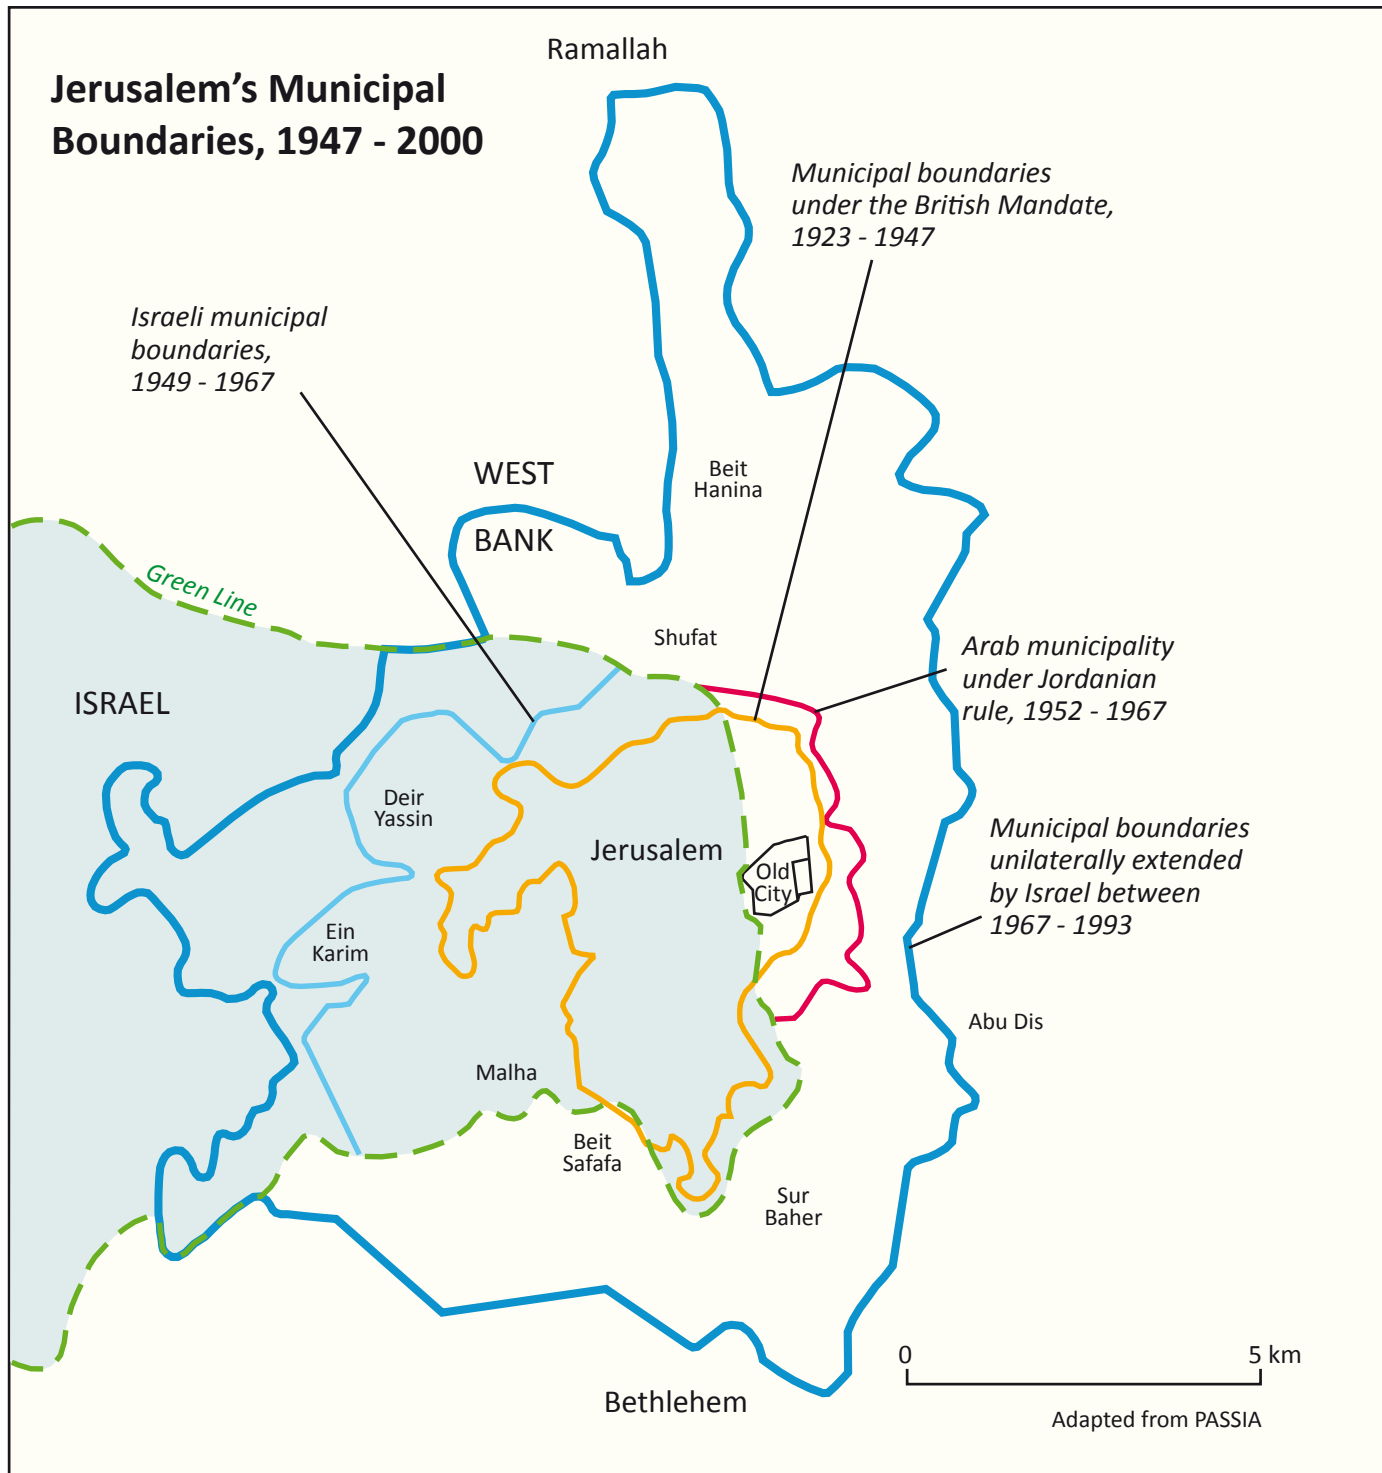 Ramallah
Jerusalem’s Municipal
Boundaries, 1947 - 2000
Municipal boundaries
under the British Mandate,
1923 - 1947
Israeli municipal
boundaries,
1949 - 1967
WEST
BANK
Beit
Hanina
Green Line
Shufat
Arab municipality
under Jordanian
rule, 1952 - 1967
ISRAEL
Deir
Yassin
Jerusalem
Old
City
Municipal boundaries
unilaterally extended
by Israel between
1967 - 1993
Ein
Karim
Abu Dis
Malha
Beit
Safafa
Sur
Baher
0 5 km
Bethlehem
Adapted from PASSIA